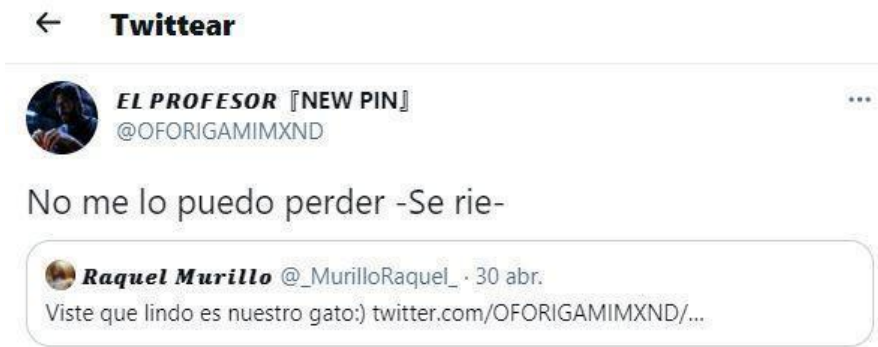 Twittear
EL PROFESOR 『NEW PIN』
@OFORIGAMIMXND
No me lo puedo perder -Se rie-
Raquel Murillo @_MurilloRaquel_ · 30 abr.
Viste que lindo es nuestro gato:) twitter.com/OFORIGAMIMXND/...